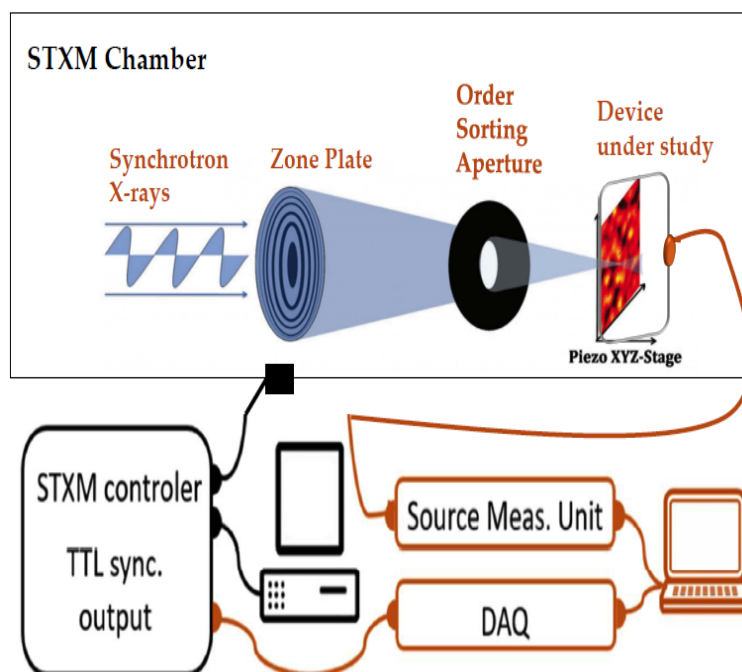 STXM Chamber
Synchrotron
X-rays
Zone Plate
Order
Sorting
Aperture
Device
under study
Piezo XYZ-Stage
STXM controler
TTL sync.
output
Source Meas. Unit
DAQ